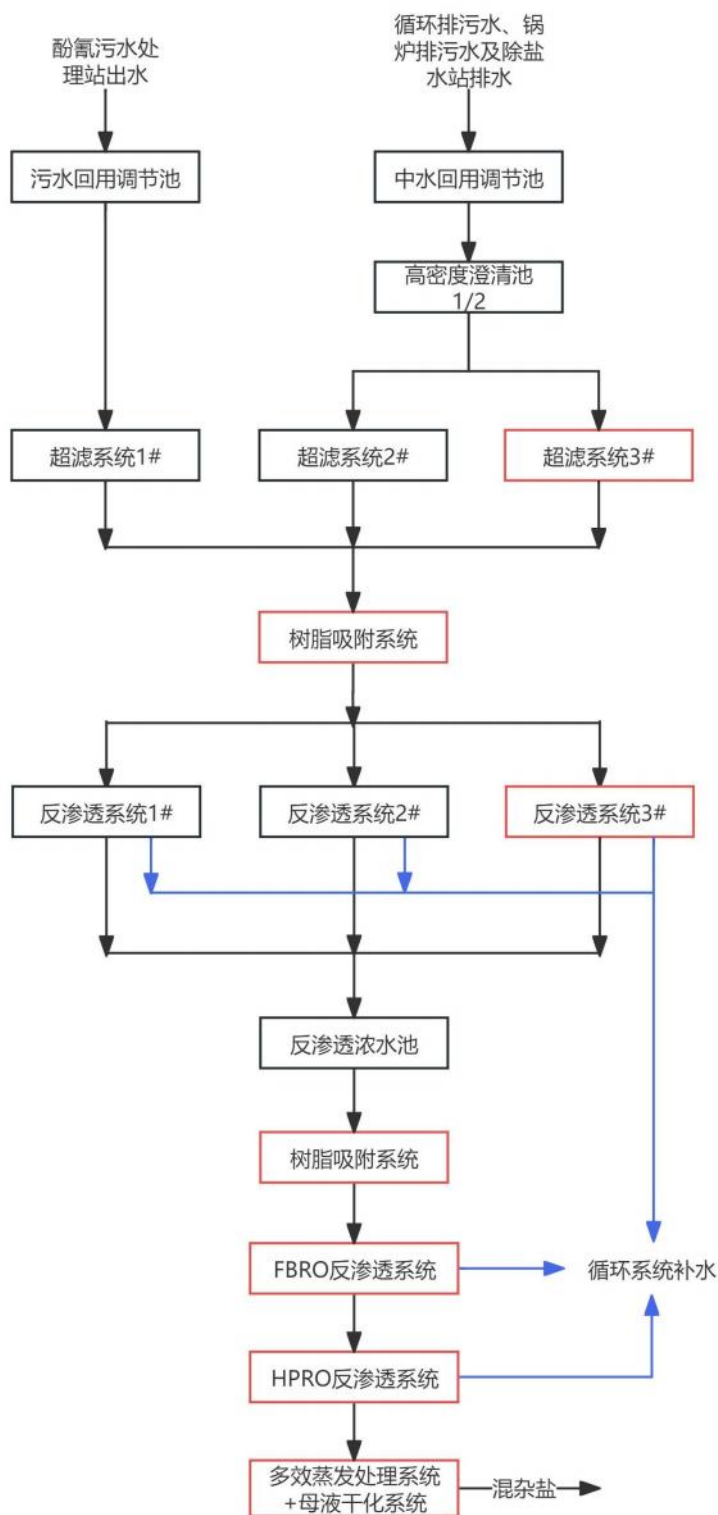 酚氰污水处
理站出水
循环排污水、锅
炉排污水及除盐
水站排水
污水回用调节池
中水回用调节池
高密度澄清池
1/2
超滤系统1#
超滤系统2#
超滤系统3#
树脂吸附系统
反渗透系统1#
反渗透系统2#
反渗透系统3#
反渗透浓水池
树脂吸附系统
FBRO反渗透系统
循环系统补水
HPRO反渗透系统
多效蒸发处理系统
+母液干化系统
混杂盐